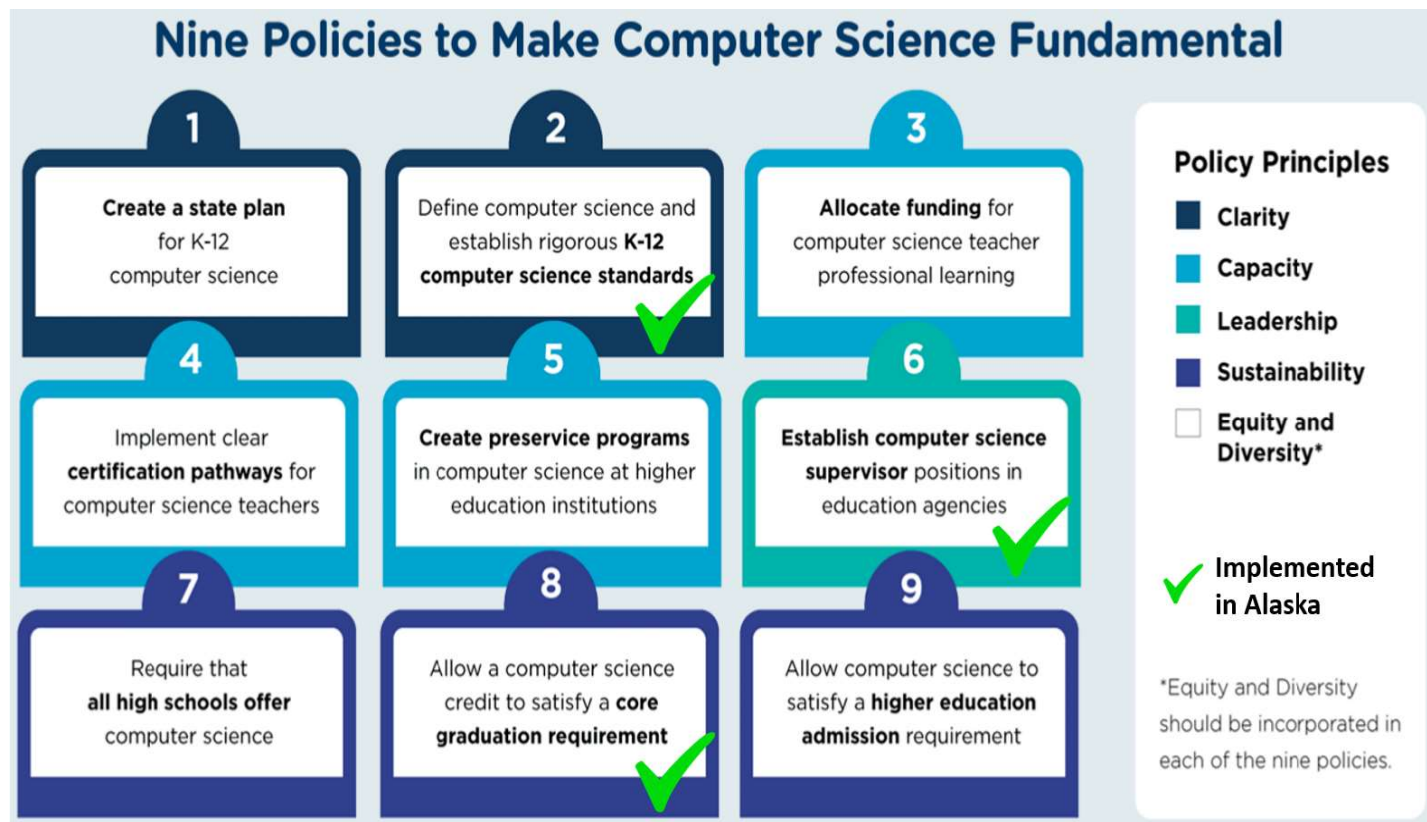 Nine Policies to Make Computer Science Fundamental
1
Create a state plan
for K-12
computer science
2
Define computer science and
establish rigorous K-12
computer science standards
3
Allocate funding for
computer science teacher
professional learning
4
Implement clear
certification pathways for
computer science teachers
5
Create preservice programs
in computer science at higher
education institutions
6
Establish computer science
supervisor positions in
education agencies
7
Require that
all high schools offer
computer science
8
Allow a computer science
credit to satisfy a core
graduation requirement
9
Allow computer science to
satisfy a higher education
admission requirement
Policy Principles
Clarity
Capacity
Leadership
Sustainability
Equity and
Diversity*
Implemented
in Alaska
*Equity and Diversity
should be incorporated in
each of the nine policies.